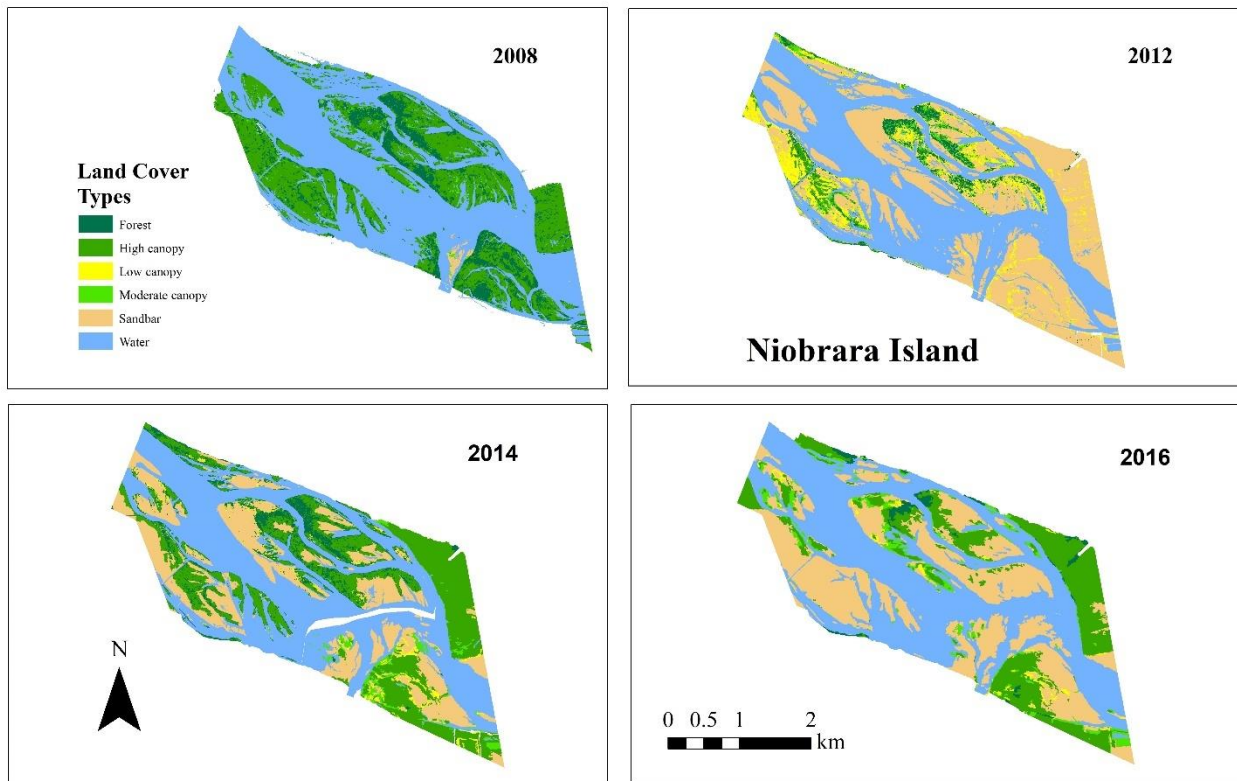 2008
Land Cover
Types
Forest
High canopy
Low canopy
Moderate canopy
Sandbar
Water
2012
Niobrara Island
2014
N
2016
0 0.5 1 2
km